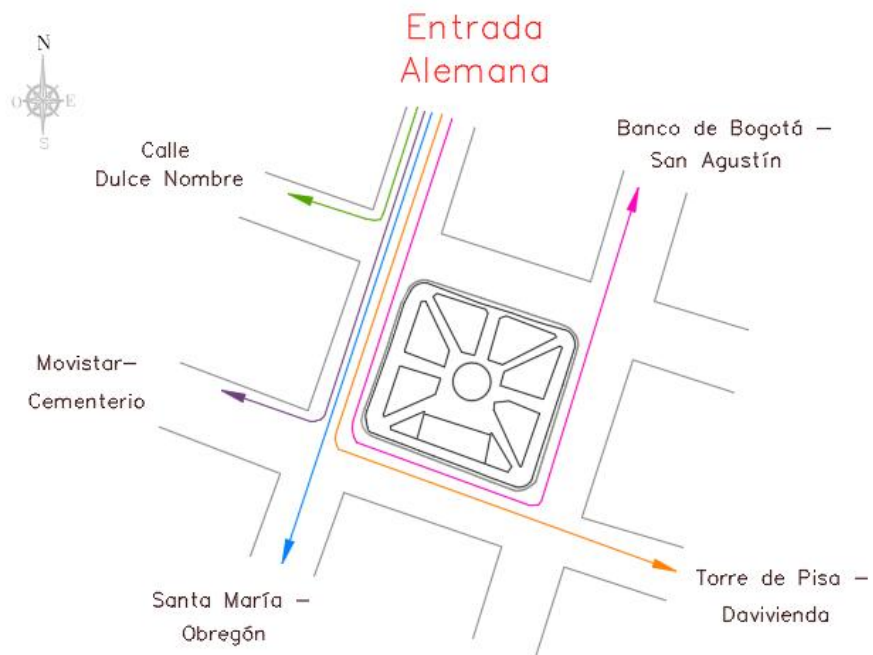 Entrada
Alemana
N
O
E
S
Banco de Bogotá –
San Agustín
Calle
Dulce Nombre
Movistar–
Cementerio
Santa María –
Obregón
Torre de Pisa –
Davivienda